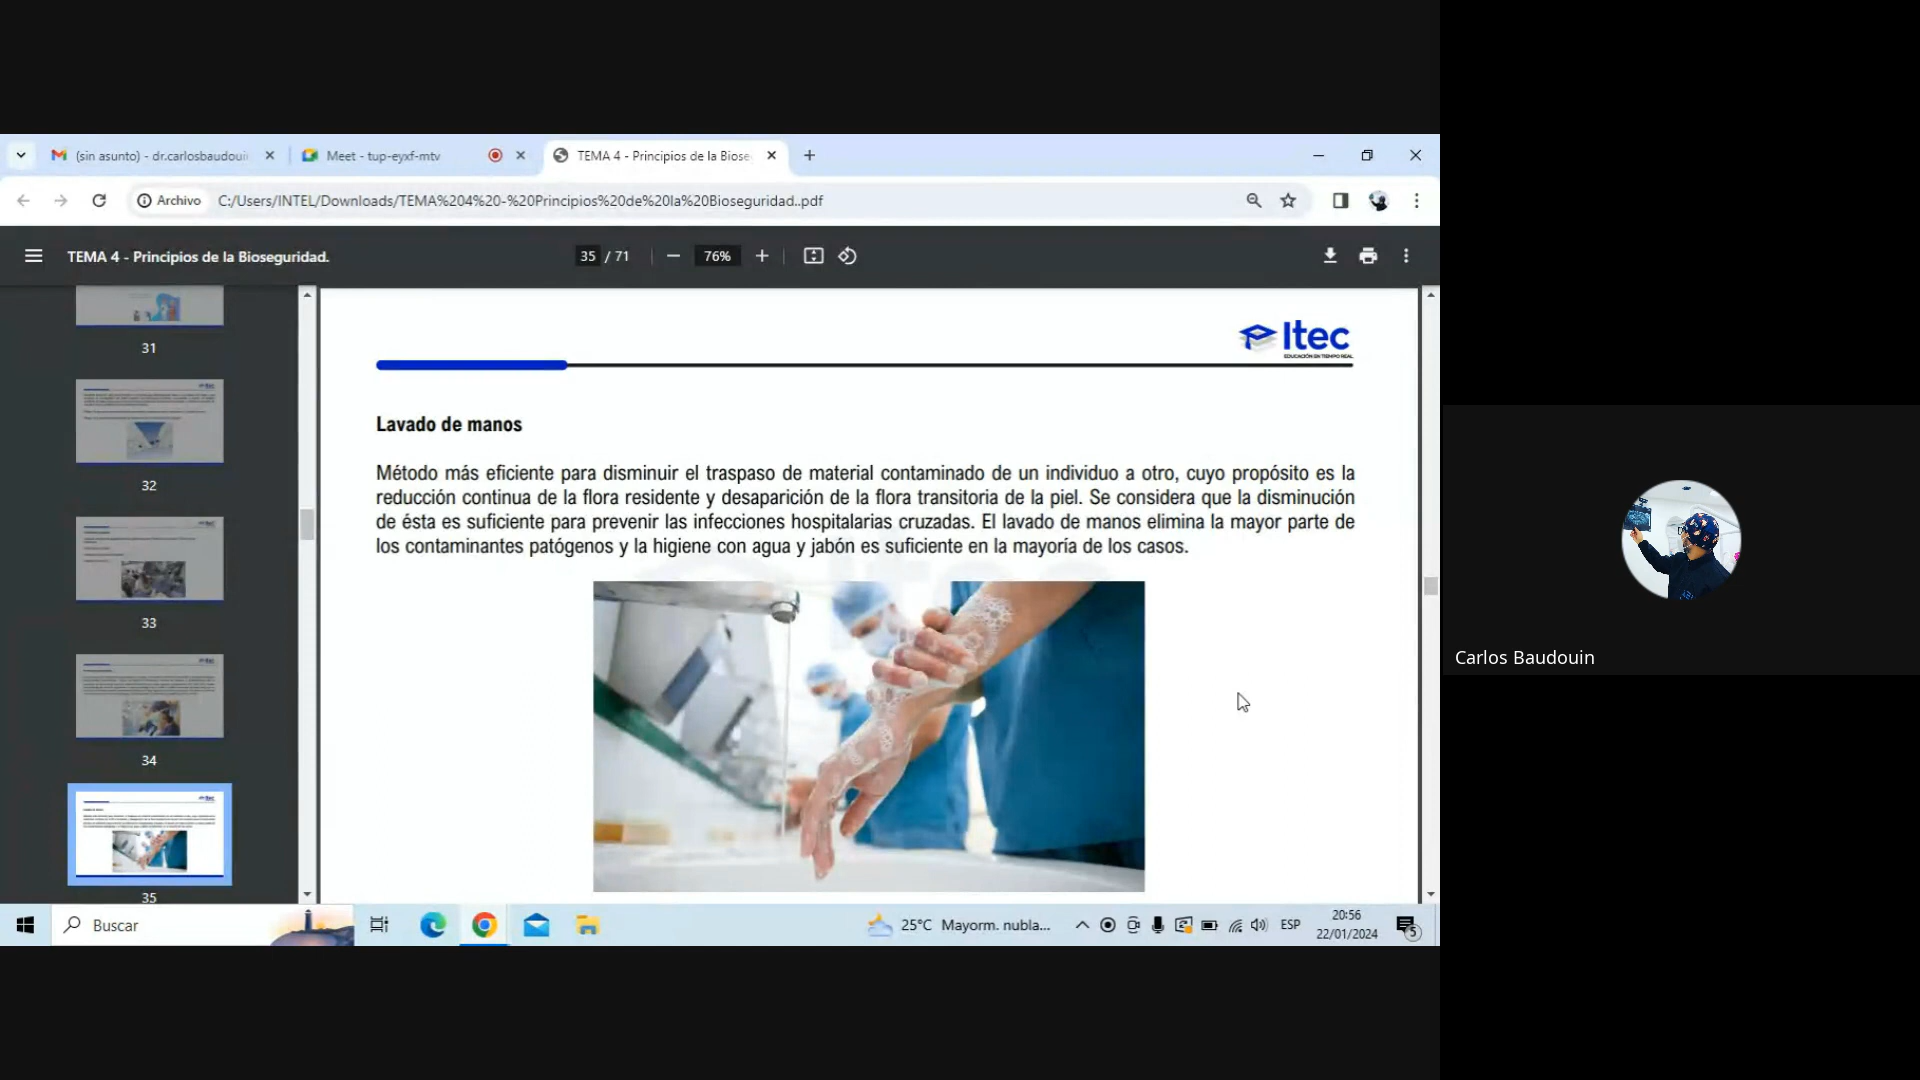 (sin asunto) - dr.carlosbaudoui
Meet - tup-eyxf-mtv
TEMA 4 - Principios de la Biose
Archivo
C:/Users/INTEL/Downloads/TEMA%204%20-%20Principios%20de%20la%20Bioseguridad..pdf
TEMA 4 - Principios de la Bioseguridad.
35 / 71
76%
31
32
33
34
35
Itec
EDUCACIÓN EN TIEMPO REAL
Lavado de manos
Método más eficiente para disminuir el traspaso de material contaminado de un individuo a otro, cuyo propósito es la
reducción continua de la flora residente y desaparición de la flora transitoria de la piel. Se considera que la disminución
de ésta es suficiente para prevenir las infecciones hospitalarias cruzadas. El lavado de manos elimina la mayor parte de
los contaminantes patógenos y la higiene con agua y jabón es suficiente en la mayoría de los casos.
Carlos Baudouin
Buscar
25°C Mayorm. nubla...
ESP
20:56
22/01/2024
5